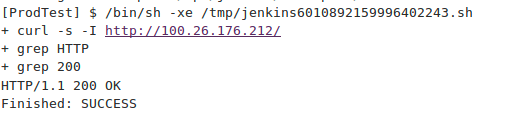 [ProdTest] $ /bin/sh -xe /tmp/jenkins6010892159996402243.sh
+ curl -s -I http://100.26.176.212/
+ grep HTTP
+ grep 200
HTTP/1.1 200 OK
Finished: SUCCESS